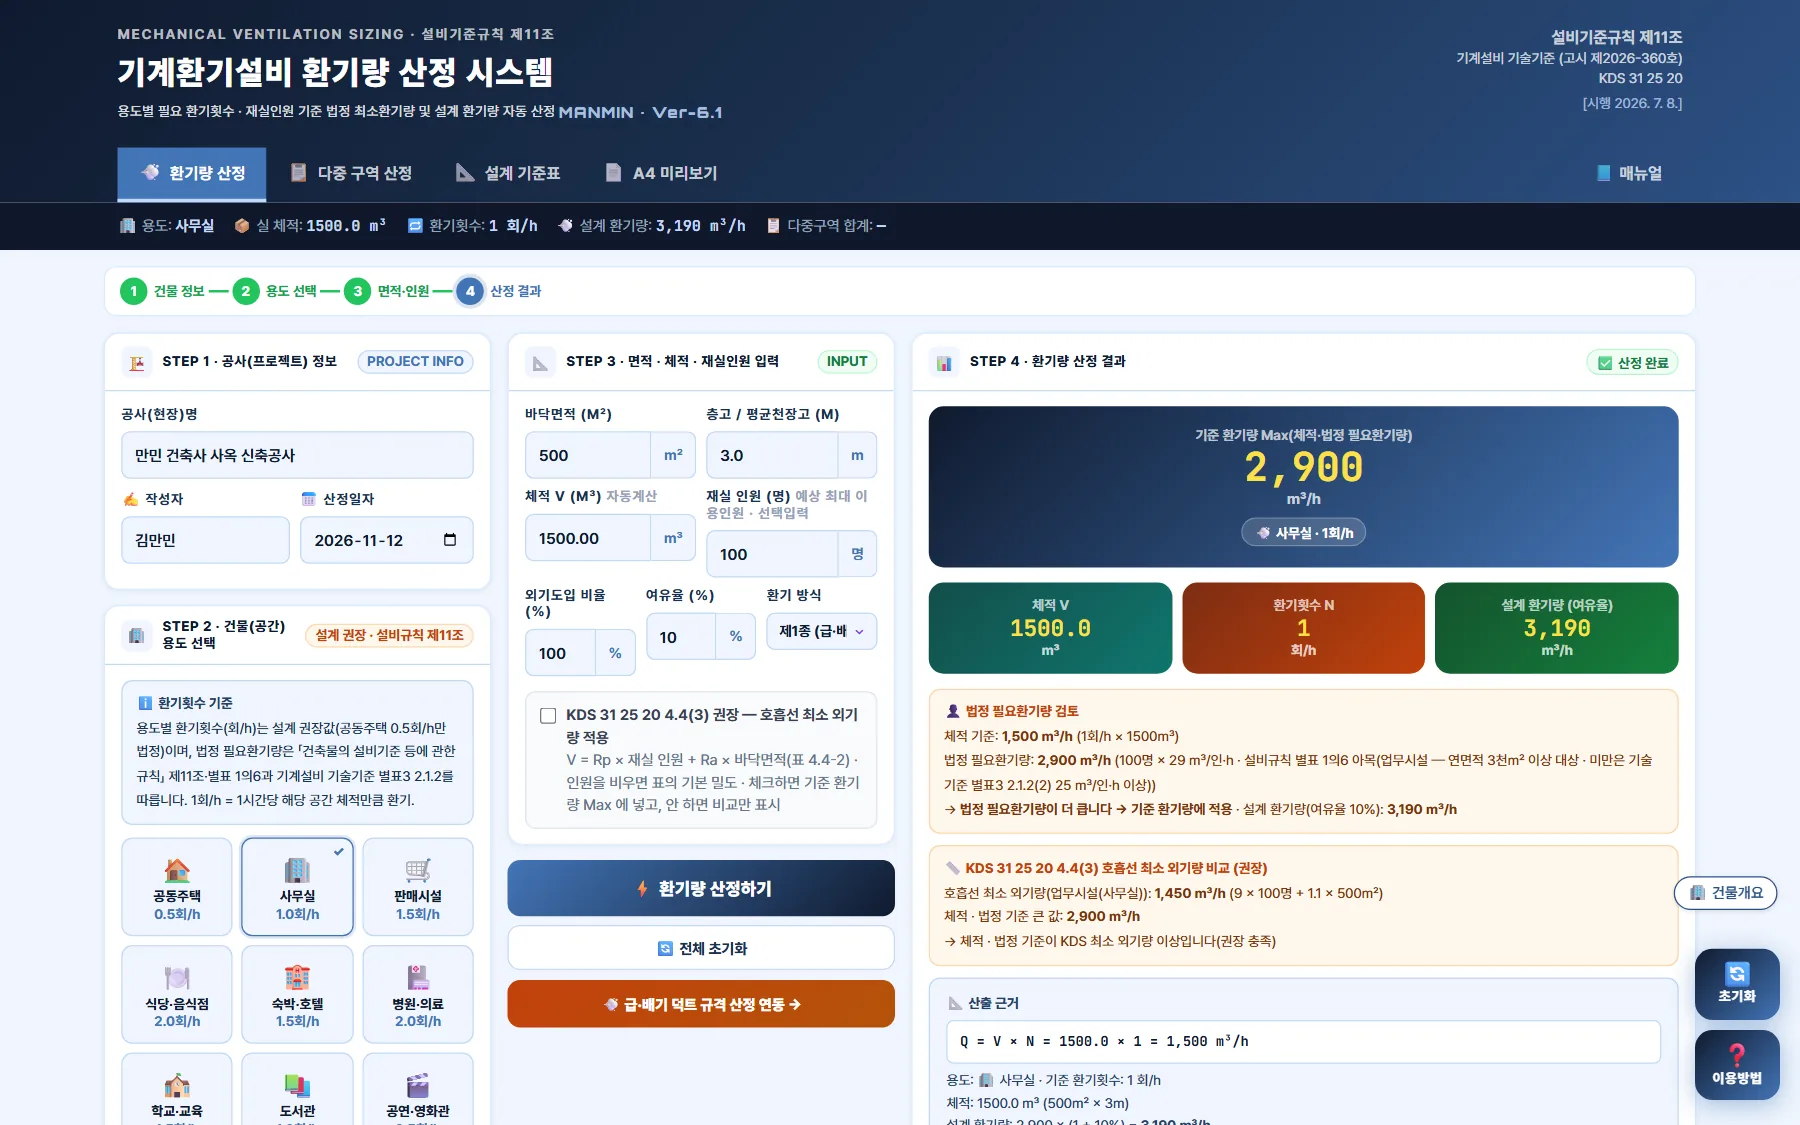 MECHANICAL VENTILATION SIZING · 설비기준규칙 제11조
기계환기설비 환기량 산정 시스템
용도별 필요 환기횟수 · 재실인원 기준 법정 최소환기량 및 설계 환기량 자동 산정 MANMIN · Ver-6.1
설비기준규칙 제11조
기계설비 기술기준 (고시 제2026-360호)
KDS 31 25 20
[시행 2026. 7. 8.]
환기량 산정
다중 구역 산정
설계 기준표
A4 미리보기
매뉴얼
용도: 사무실 실 체적: 1500.0 m³ 환기횟수: 1 회/h 설계 환기량: 3,190 m³/h 다중구역 합계: —
1 건물 정보 2 용도 선택 3 면적·인원 4 산정 결과
STEP 1 · 공사(프로젝트) 정보 PROJECT INFO
공사(현장)명
만민 건축사 사옥 신축공사
작성자 산정일자
김만민 2026-11-12
STEP 2 · 건물(공간)
용도 선택
설계 권장 · 설비규칙 제11조
환기횟수 기준
용도별 환기횟수(회/h)는 설계 권장값(공동주택 0.5회/h만
법정)이며, 법정 필요환기량은 「건축물의 설비기준 등에 관한
규칙」 제11조·별표 1의6과 기계설비 기술기준 별표3 2.1.2를
따릅니다. 1회/h = 1시간당 해당 공간 체적만큼 환기.
공동주택 사무실 판매시설
0.5회/h 1.0회/h 1.5회/h
식당·음식점 숙박·호텔 병원·의료
2.0회/h 1.5회/h 2.0회/h
학교·교육 도서관 공연·영화관
STEP 3 · 면적 · 체적 · 재실인원 입력 INPUT
바닥면적 (M²) 층고 / 평균천장고 (M)
500 m² 3.0 m
체적 V (M³) 자동계산
재실 인원 (명) 예상 최대 이
용인원 · 선택입력
1500.00 m³
100 명
외기도입 비율
(%)
여유율 (%)
환기 방식
100 %
10 %
제1종 (급·배
KDS 31 25 20 4.4(3) 권장 — 호흡선 최소 외기
량 적용
V = Rp × 재실 인원 + Ra × 바닥면적(표 4.4-2) ·
인원을 비우면 표의 기본 밀도 · 체크하면 기준 환기
량 Max 에 넣고, 안 하면 비교만 표시
환기량 산정하기
전체 초기화
급·배기 덕트 규격 산정 연동 →
STEP 4 · 환기량 산정 결과 산정 완료
기준 환기량 Max(체적·법정 필요환기량)
2,900
m³/h
사무실 · 1회/h
체적 V
1500.0
m³
환기횟수 N
1
회/h
설계 환기량 (여유율)
3,190
m³/h
법정 필요환기량 검토
체적 기준: 1,500 m³/h (1회/h × 1500m³)
법정 필요환기량: 2,900 m³/h (100명 × 29 m³/인·h · 설비규칙 별표 1의6 아목(업무시설 — 연면적 3천m² 이상 대상 · 미만은 기술
기준 별표3 2.1.2(2) 25 m³/인·h 이상))
→ 법정 필요환기량이 더 큽니다 → 기준 환기량에 적용 · 설계 환기량(여유율 10%): 3,190 m³/h
KDS 31 25 20 4.4(3) 호흡선 최소 외기량 비교 (권장)
호흡선 최소 외기량(업무시설(사무실)): 1,450 m³/h (9 × 100명 + 1.1 × 500m²)
체적 · 법정 기준 큰 값: 2,900 m³/h
→ 체적 · 법정 기준이 KDS 최소 외기량 이상입니다(권장 충족)
산출 근거
Q = V × N = 1500.0 × 1 = 1,500 m³/h
용도: 사무실 · 기준 환기횟수: 1 회/h
체적: 1500.0 m³ (500m² × 3m)
설계 환기량: 2,900 × (1 + 10%) = 3,190 m³/h
건물개요
초기화
이용방법